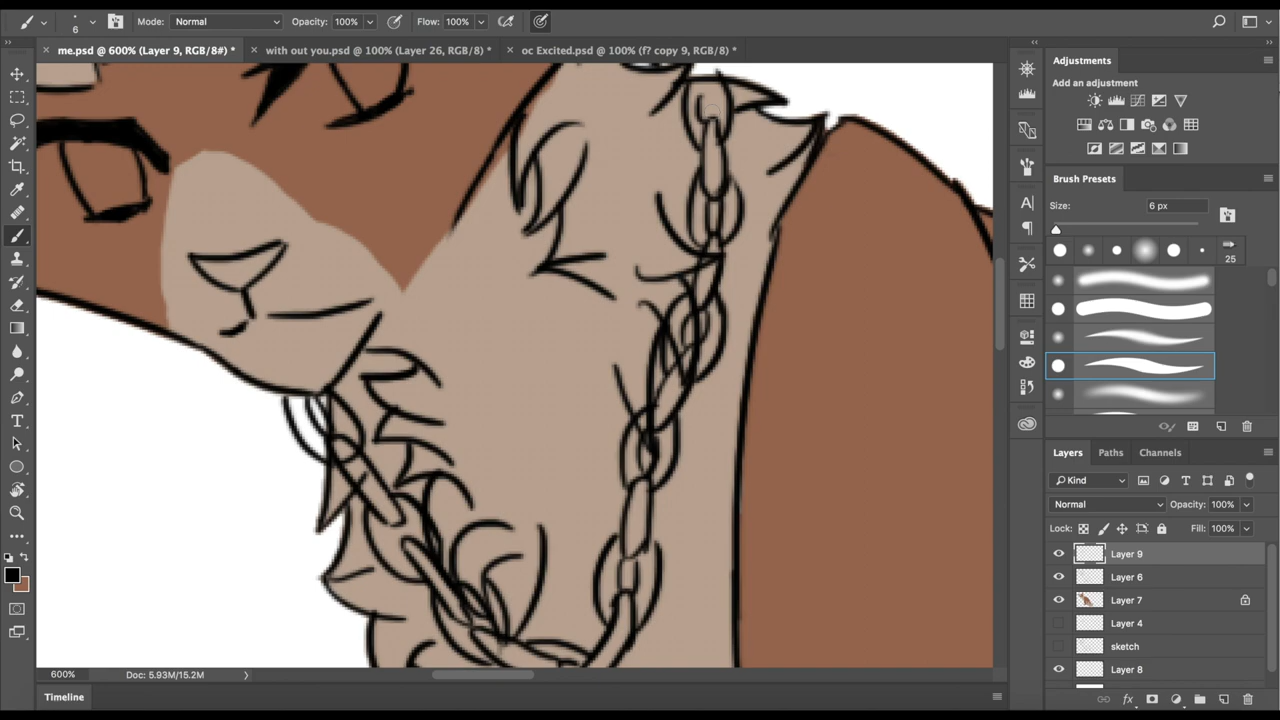 6
Mode: Normal
Opacity: 100%
Flow: 100%
me.psd @ 600% (Layer 9, RGB/8#) *
with out you.psd @ 100% (Layer 26, RGB/8) *
oc Excited.psd @ 100% (f? copy 9, RGB/8) *
Adjustments
Add an adjustment
Brush Presets
Size: 6 px
25
Layers Paths Channels
Kind
Normal Opacity: 100%
Lock: Fill: 100%
Layer 9
Layer 6
Layer 7
Layer 4
sketch
Layer 8
600% Doc: 5.93M/15.2M
Timeline